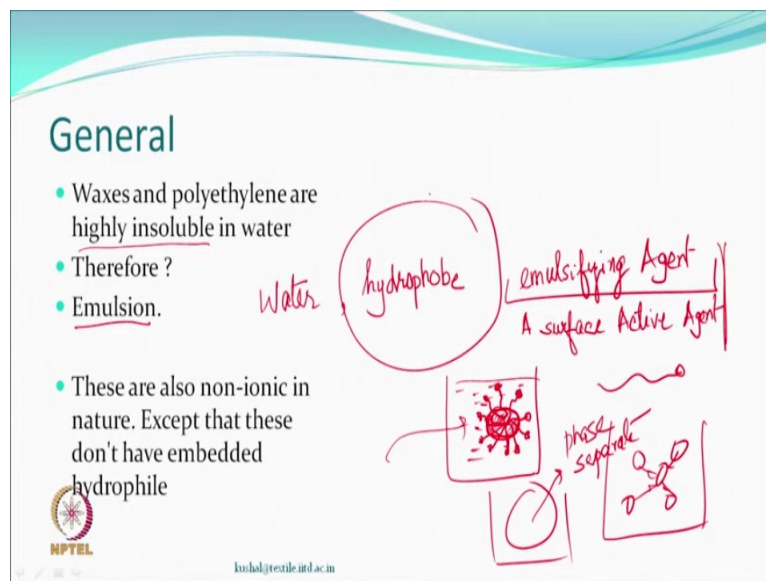 General
Waxes and polyethylene are
highly insoluble in water
Therefore ?
Emulsion.
These are also non-ionic in
nature. Except that these
don't have embedded
hydrophile
Water,
hydrophobe
emulsifying Agent
A surface Active Agent
phase
separate
NPTEL
kushal@textile.iitd.ac.in